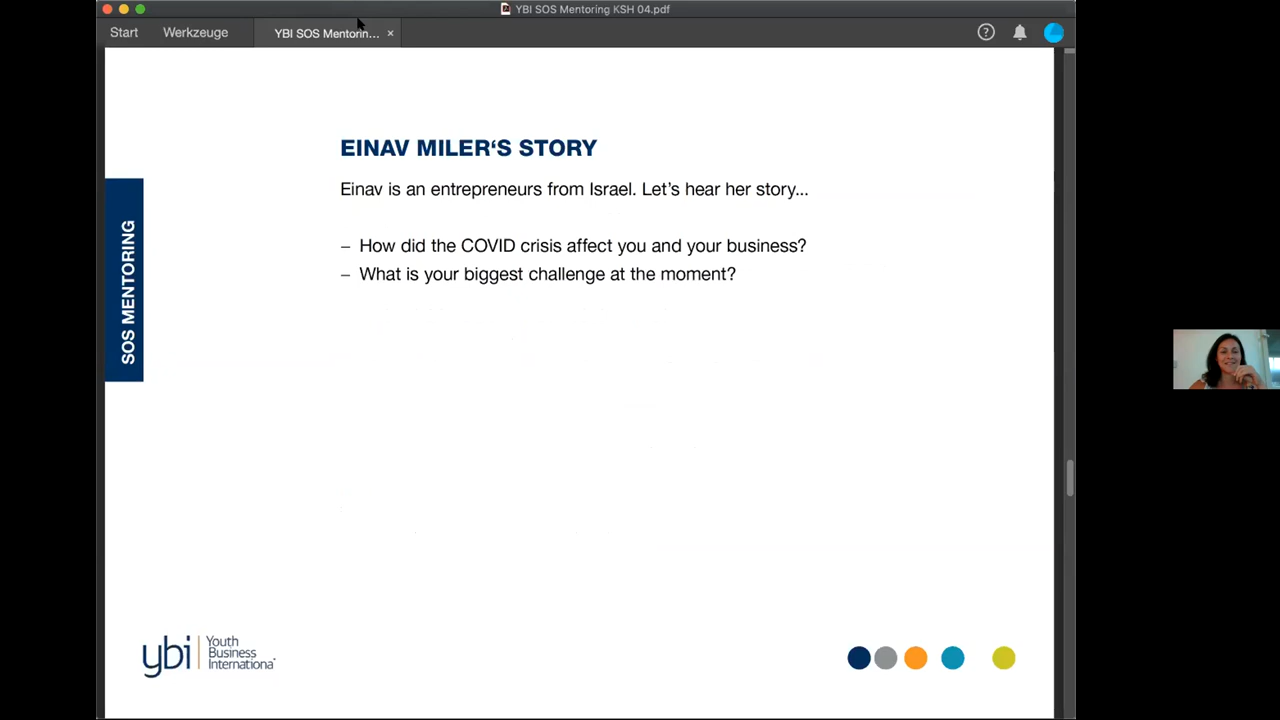 YBI SOS Mentoring KSH 04.pdf
Start Werkzeuge YBI SOS Mentorin... ×
?
EINAV MILER‘S STORY
Einav is an entrepreneurs from Israel. Let’s hear her story...
– How did the COVID crisis affect you and your business?
– What is your biggest challenge at the moment?
SOS MENTORING
ybi
Youth
Business
International